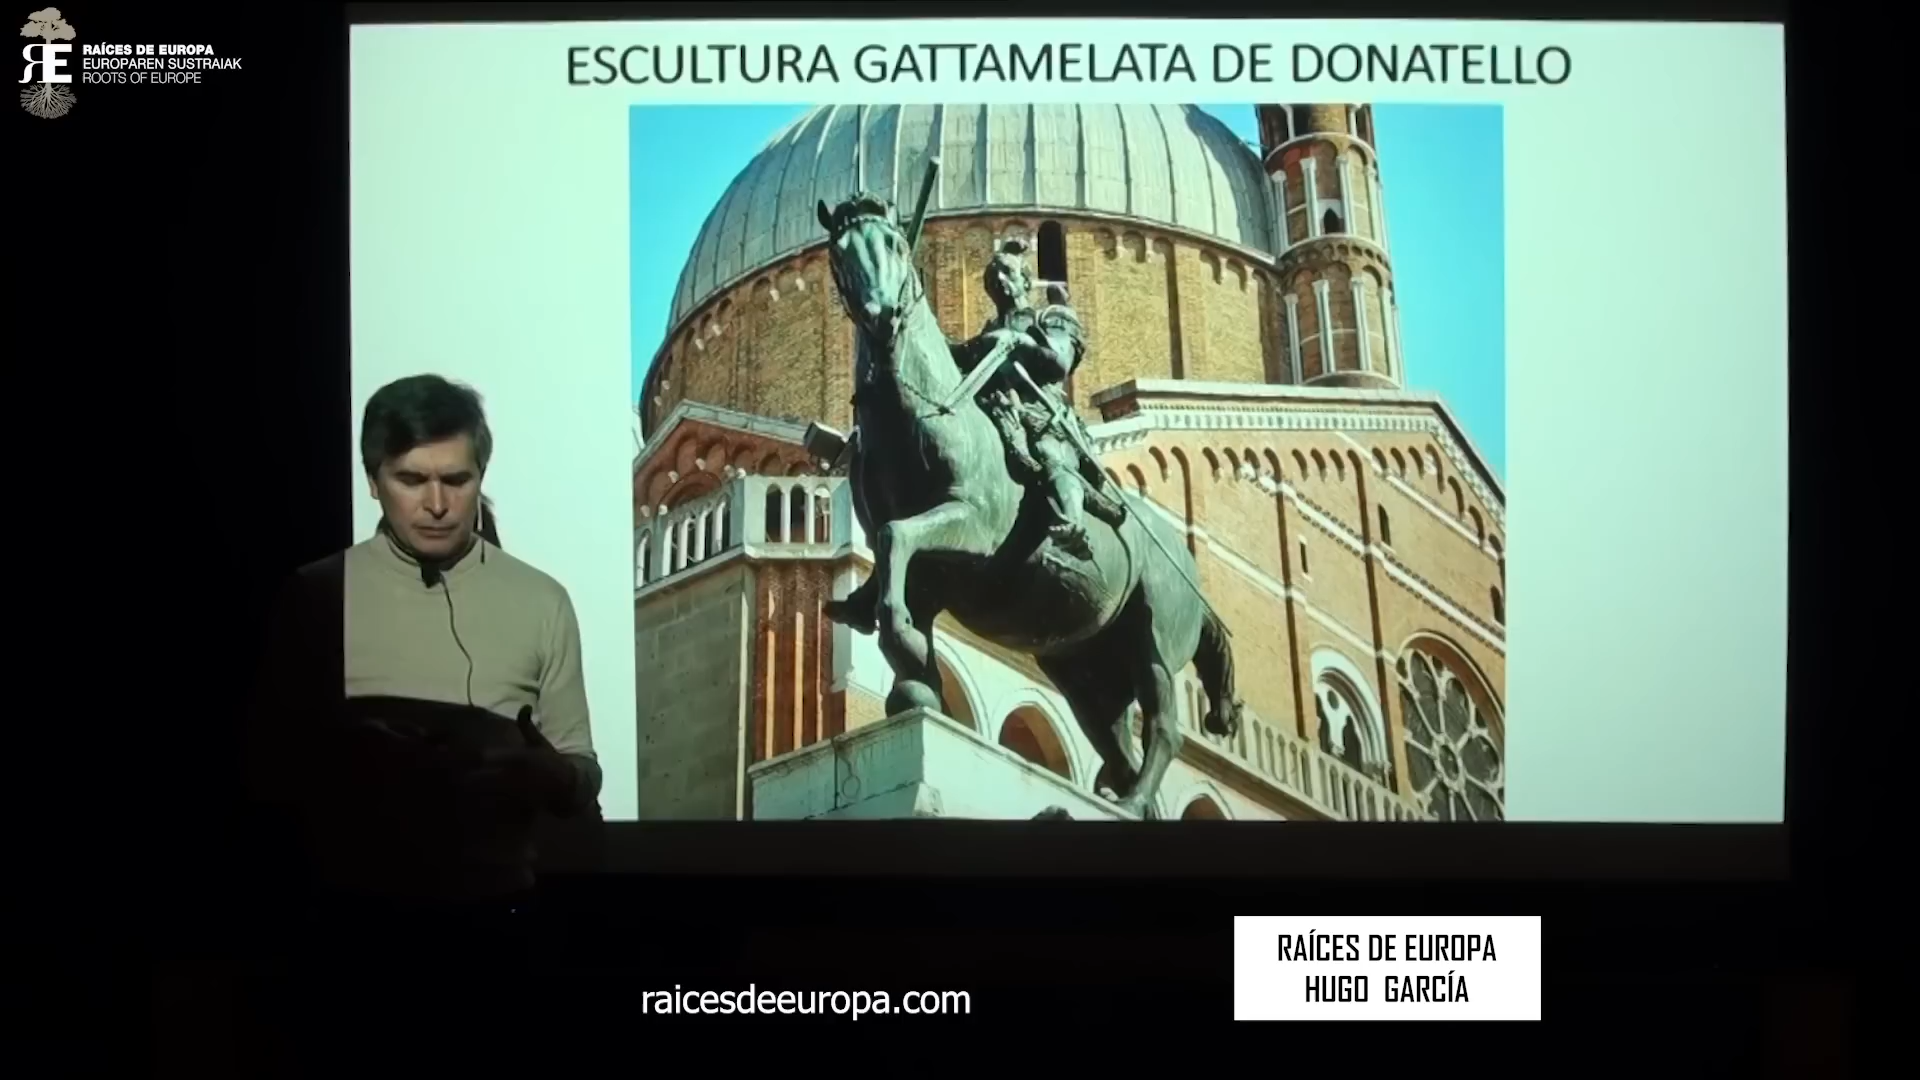 RAÍCES DE EUROPA
EUROPAREN SUSTRAIAK
ROOTS OF EUROPE
RE
ESCULTURA GATTAMELATA DE DONATELLO
RAÍCES DE EUROPA
HUGO GARCÍA
raicesdeeuropa.com